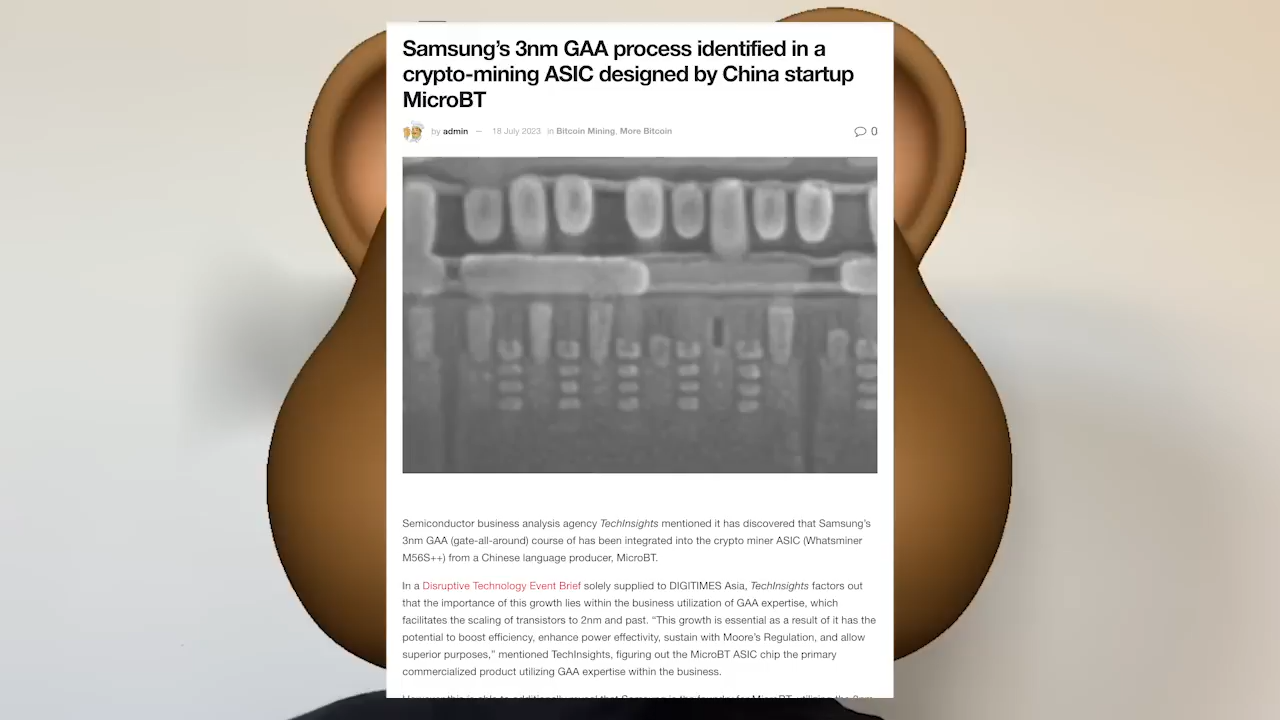 Samsung’s 3nm GAA process identified in a
crypto-mining ASIC designed by China startup
MicroBT
by admin — 18 July 2023 in Bitcoin Mining, More Bitcoin 0
Semiconductor business analysis agency TechInsights mentioned it has discovered that Samsung’s
3nm GAA (gate-all-around) course of has been integrated into the crypto miner ASIC (Whatsminer
M56S++) from a Chinese language producer, MicroBT.
In a Disruptive Technology Event Brief solely supplied to DIGITIMES Asia, TechInsights factors out
that the importance of this growth lies within the business utilization of GAA expertise, which
facilitates the scaling of transistors to 2nm and past. “This growth is essential as a result of it has the
potential to boost efficiency, enhance power effectivity, sustain with Moore’s Regulation, and allow
superior purposes,” mentioned TechInsights, figuring out the MicroBT ASIC chip the primary
commercialized product utilizing GAA expertise within the business.